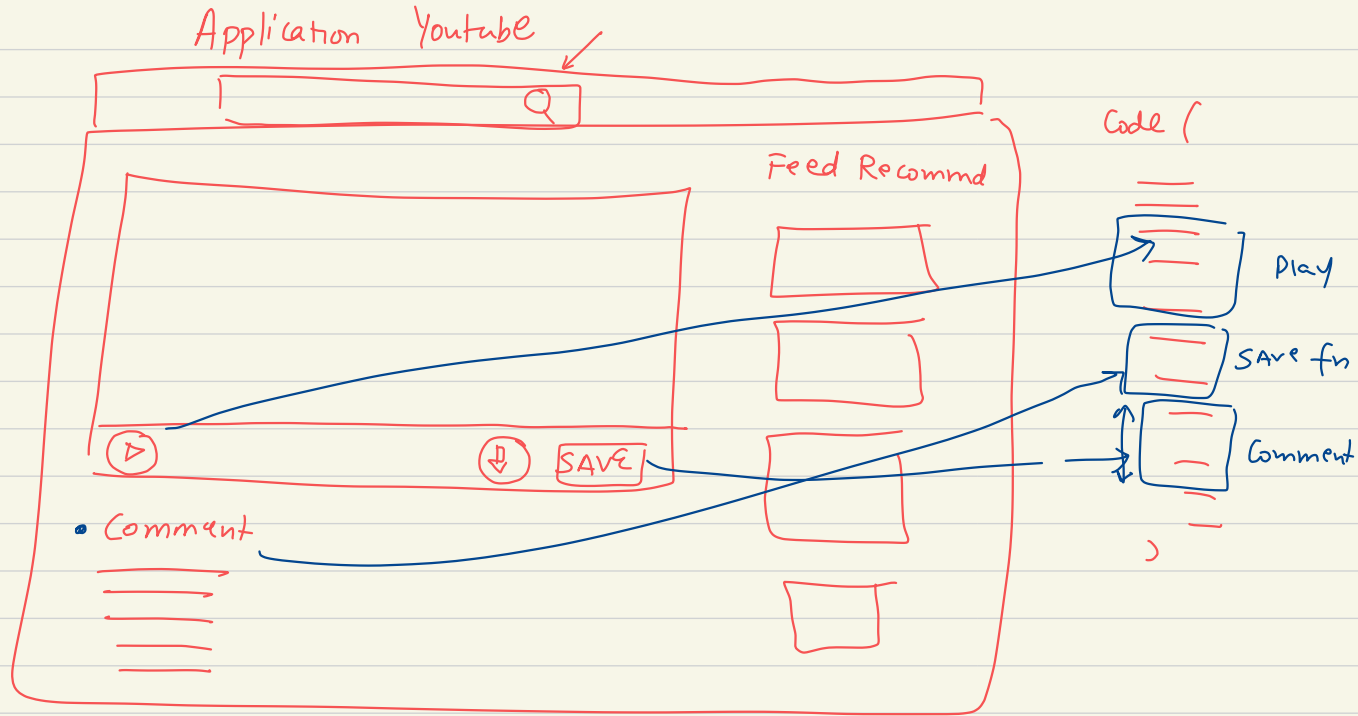 Application Youtube
Code (
Feed Recommd
Play
SAVE fn
SAVE
Comment
• Comment
)